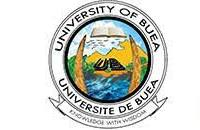 UNIVERSITY OF BUEA
UNIVERSITE DE BUEA
KNOWLEDGE WITH WISDOM